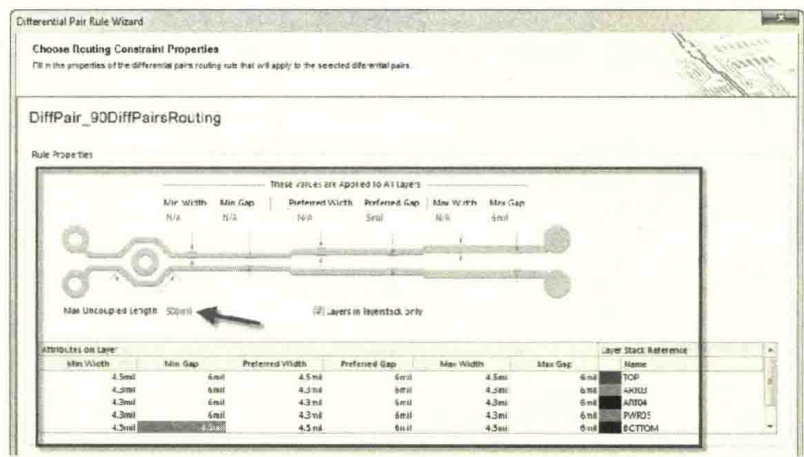 Differential Pair Rule Wizard
Choose Routing Constraint Properties
Fill in the properties of the differential pairs routing rule that will apply to the selected differential pairs.
DiffPair_90DiffPairsRouting
Rule Properties
These Values are Applied To All Layers
Min Width Min Gap Preferred Width Preferred Gap Max Width Max Gap
N/A N/A N/A 5mil N/A 6mil
Max Uncoupled Length 500mil Layers in layerstack only
Attributes on Layer Layer Stack Reference
Min Width Min Gap Preferred Width Preferred Gap Max Width Max Gap Name
4.5mil 6mil 4.5mil 6mil 4.5mil 6mil TOP
4.3mil 6mil 4.3mil 6mil 4.3mil 6mil ART03
4.3mil 6mil 4.3mil 6mil 4.3mil 6mil ART04
4.3mil 6mil 4.3mil 6mil 4.3mil 6mil PWR05
4.5mil 4.5mil 6mil 4.5mil 6mil BOTTOM